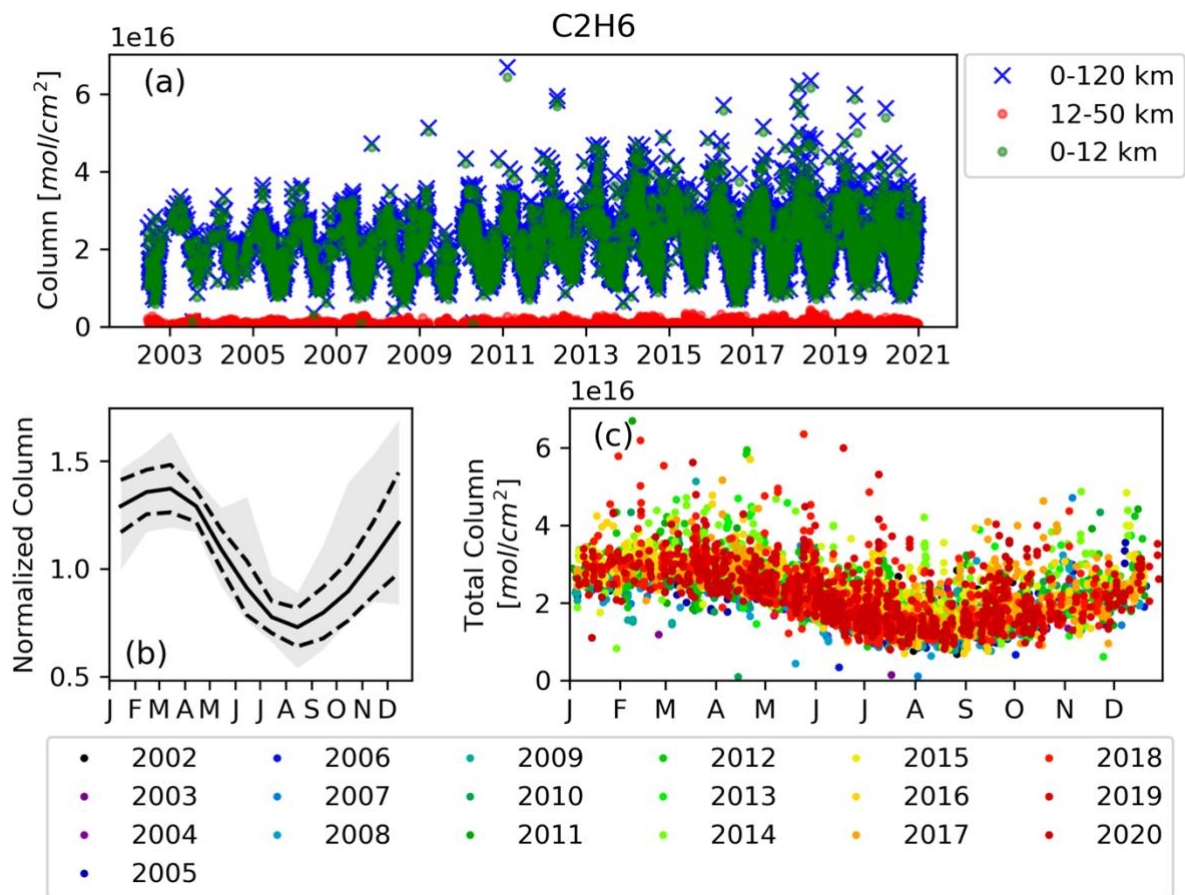 C2H6
1e16
(a)
Column [mol/cm²]
6
4
2
0
2003 2005 2007 2009 2011 2013 2015 2017 2019 2021
0-120 km
12-50 km
0-12 km
Normalized Column
1.5
1.0
0.5
(b)
J F M A M J J A S O N D
1e16
(c)
Total Column
[mol/cm²]
6
4
2
0
J F M A M J J A S O N D
2002 2006 2009 2012 2015 2018
2003 2007 2010 2013 2016 2019
2004 2008 2011 2014 2017 2020
2005